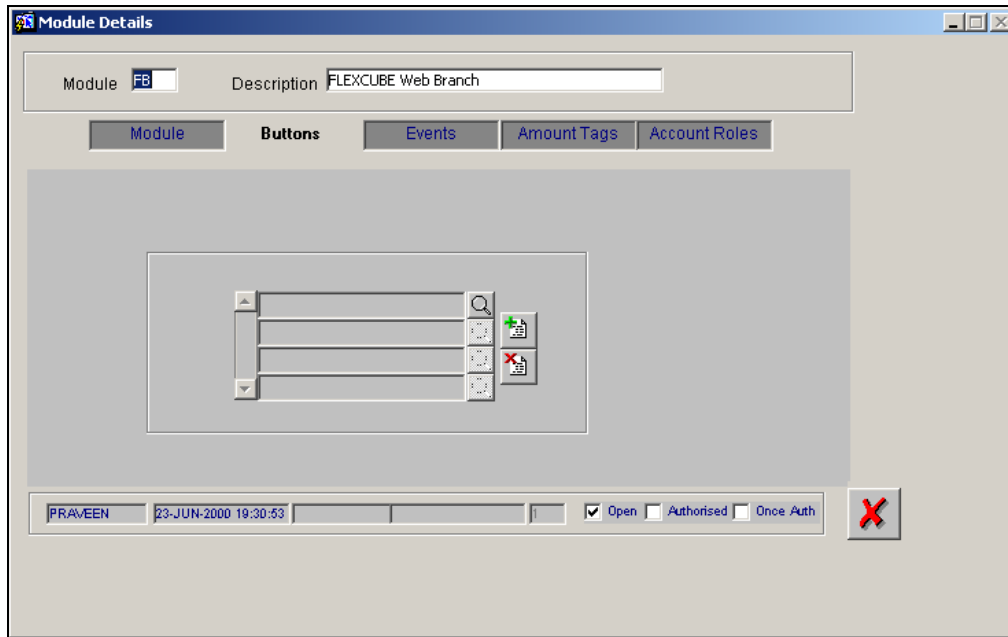 Module Details
Module FB Description FLEXCUBE Web Branch
Module Buttons Events Amount Tags Account Roles
PRAVEEN 23-JUN-2000 19:30:53 1 Open Authorised Once Auth